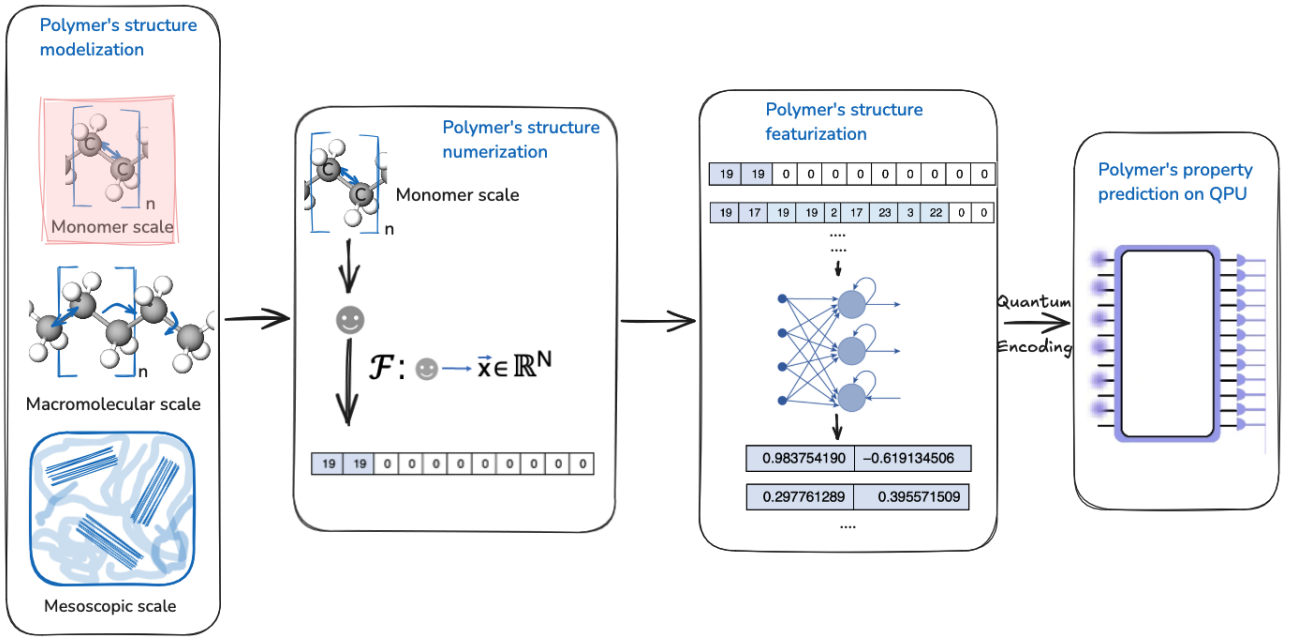 Polymer's structure
modelization
C
C
n
Monomer scale
n
Macromolecular scale
Mesoscopic scale
Polymer's structure
numerization
C
C
n
Monomer scale
ℱ: → x⃗ ∈ ℝᴺ
19 19 0 0 0 0 0 0 0 0 0
Polymer's structure
featurization
19 19 0 0 0 0 0 0 0 0 0
19 17 19 19 2 17 23 3 22 0 0
....
....
0.983754190 −0.619134506
0.297761289 0.395571509
....
Quantum
Encoding
Polymer's property
prediction on QPU